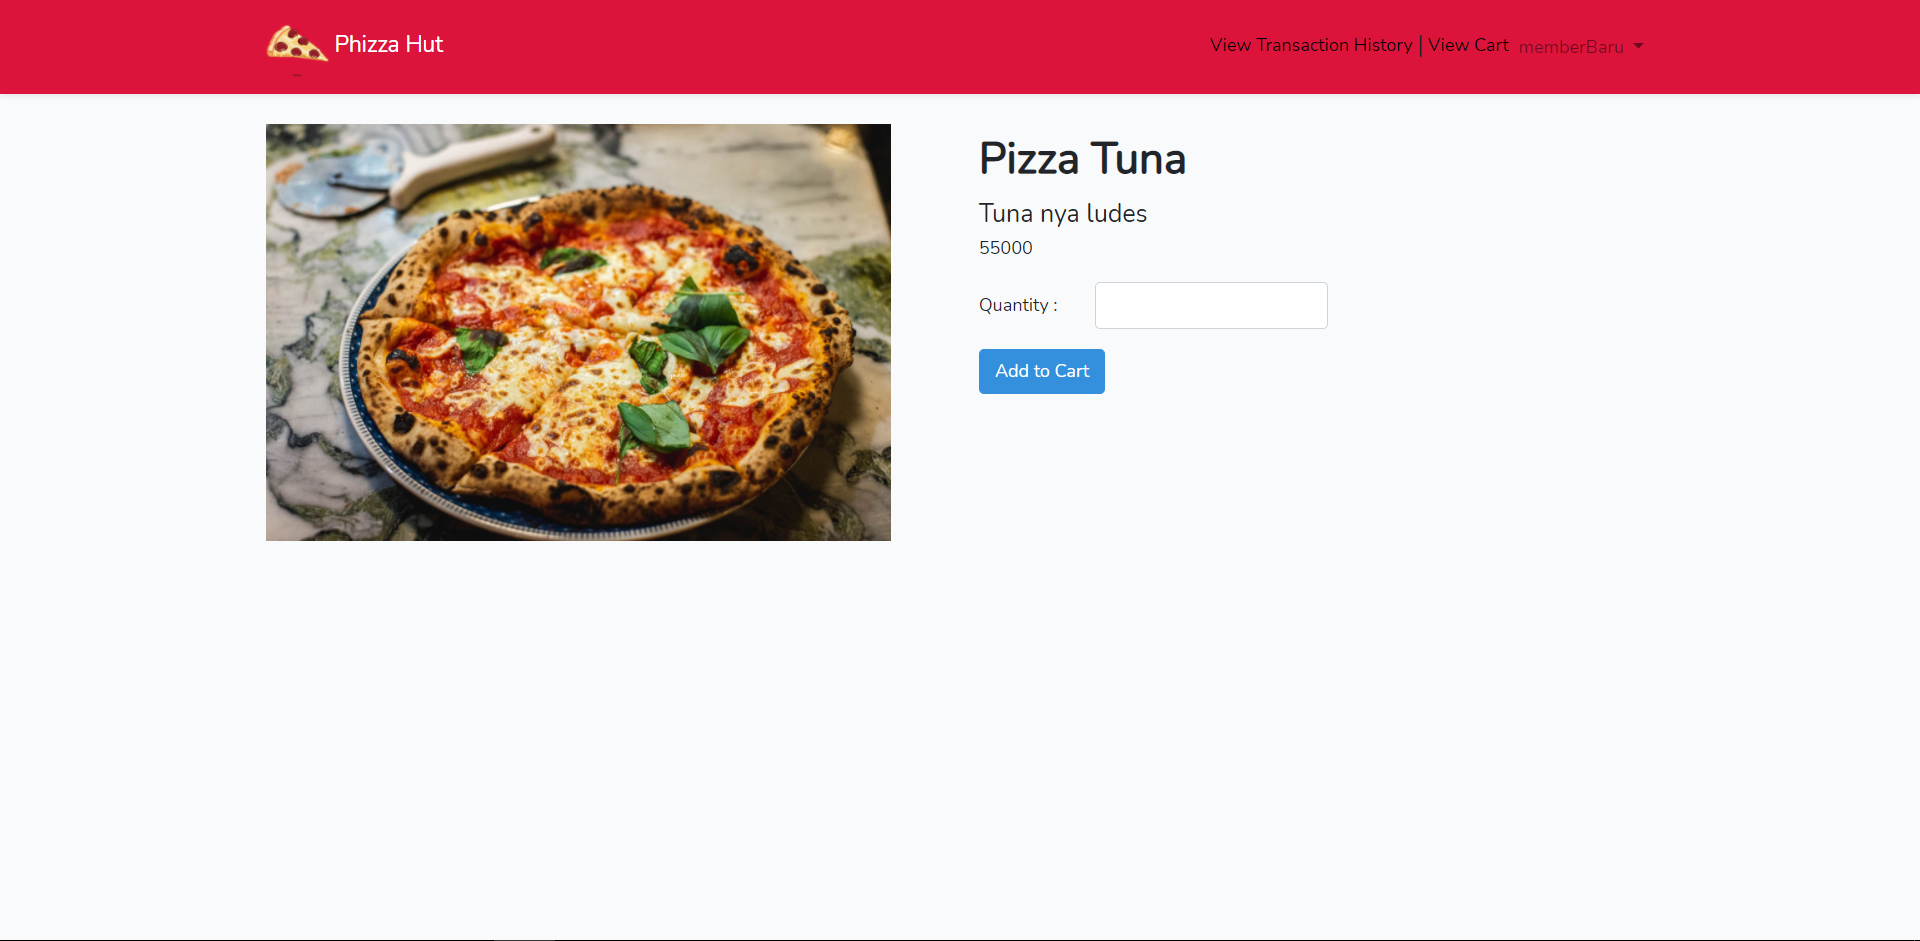 Phizza Hut
View Transaction History | View Cart memberBaru
Pizza Tuna
Tuna nya ludes
55000
Quantity :
Add to Cart